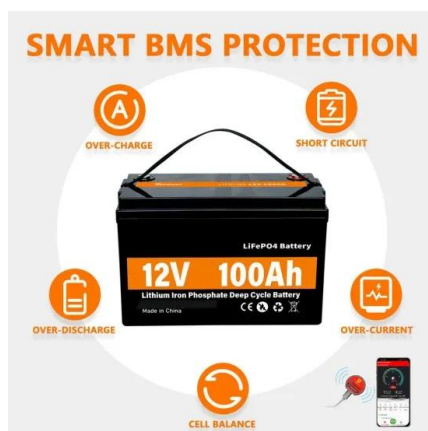 SMART BMS PROTECTION
A
OVER-CHARGE
SHORT CIRCUIT
LiFePO4 Battery
12V 100Ah
Lithium Iron Phosphate Deep Cycle Battery
Made in China
CE
OVER-DISCHARGE
OVER-CURRENT
CELL BALANCE